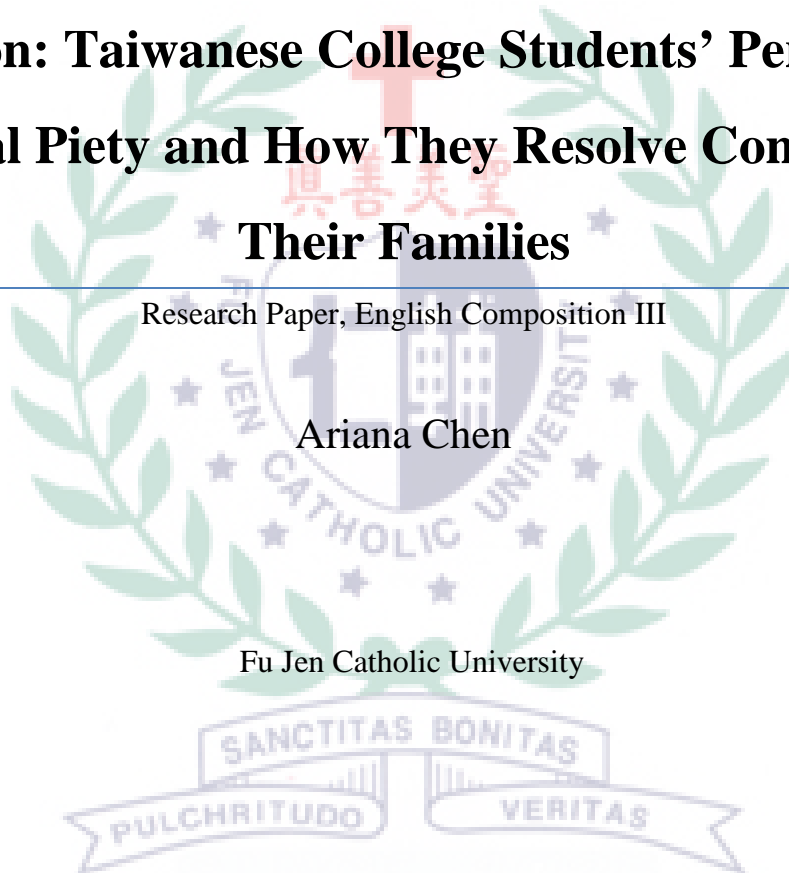 on: Taiwanese College Students’ Per
al Piety and How They Resolve Con
Their Families
真善美聖
Research Paper, English Composition III
FU JEN CATHOLIC UNIVERSIT
Ariana Chen
Fu Jen Catholic University
SANCTITAS BONITAS
PULCHRITUDO VERITAS